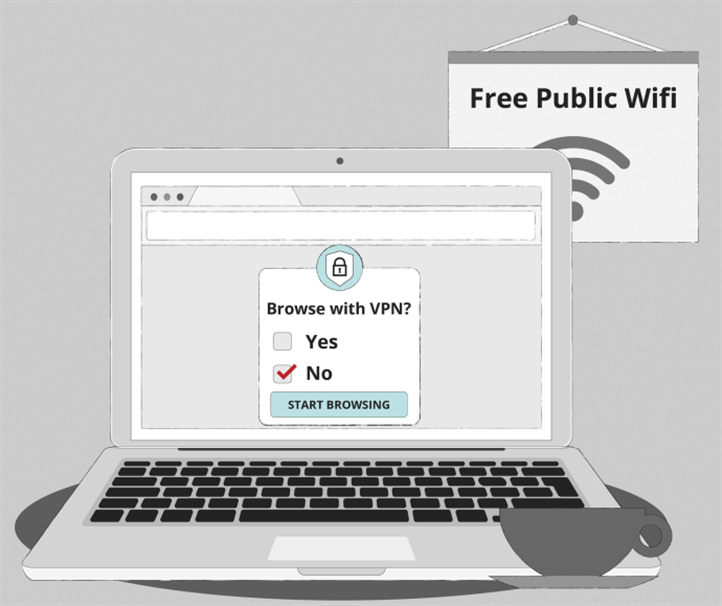 Free Public Wifi
Browse with VPN?
Yes
No
START BROWSING